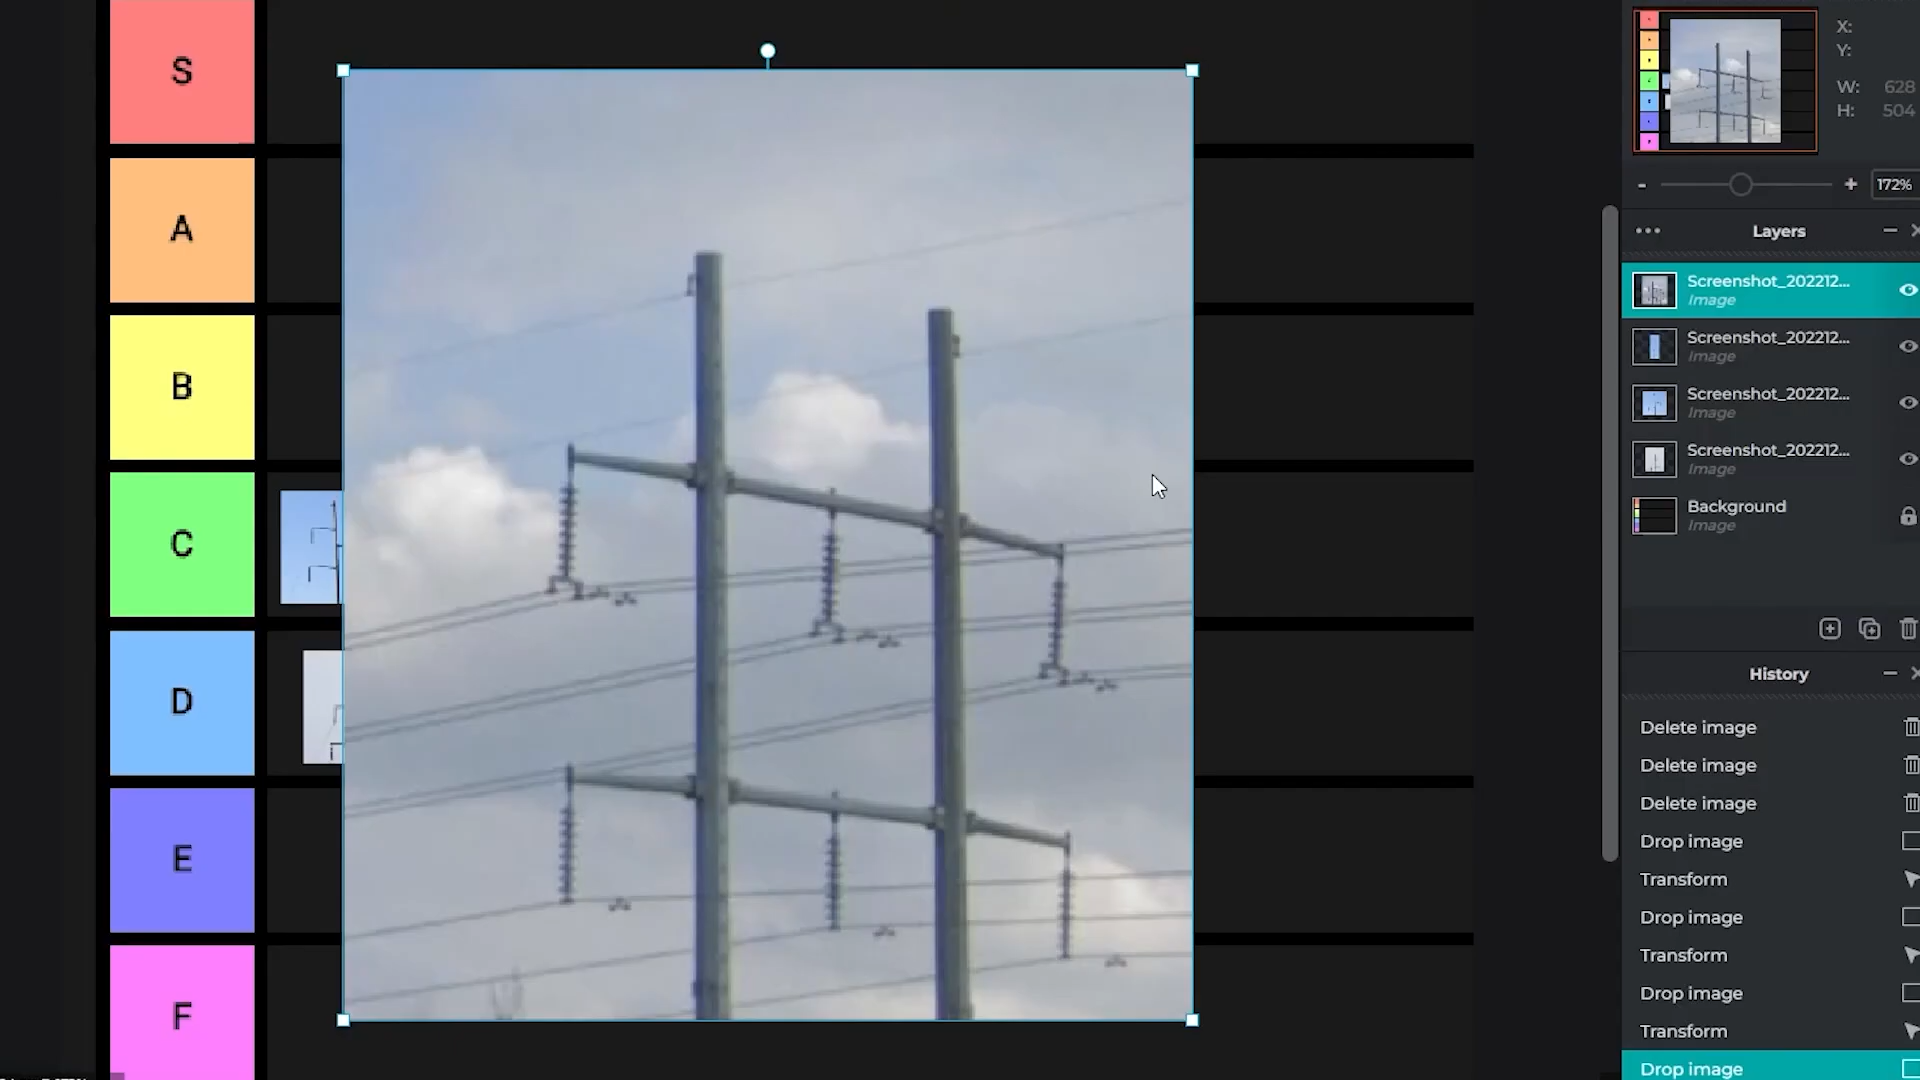 S
A
B
C
D
E
F
X:
Y:
W: 628
H: 504
- + 172%
Layers
Screenshot_202212...
Image
Screenshot_202212...
Image
Screenshot_202212...
Image
Screenshot_202212...
Image
Background
Image
History
Delete image
Delete image
Delete image
Drop image
Transform
Drop image
Transform
Drop image
Transform
Drop image